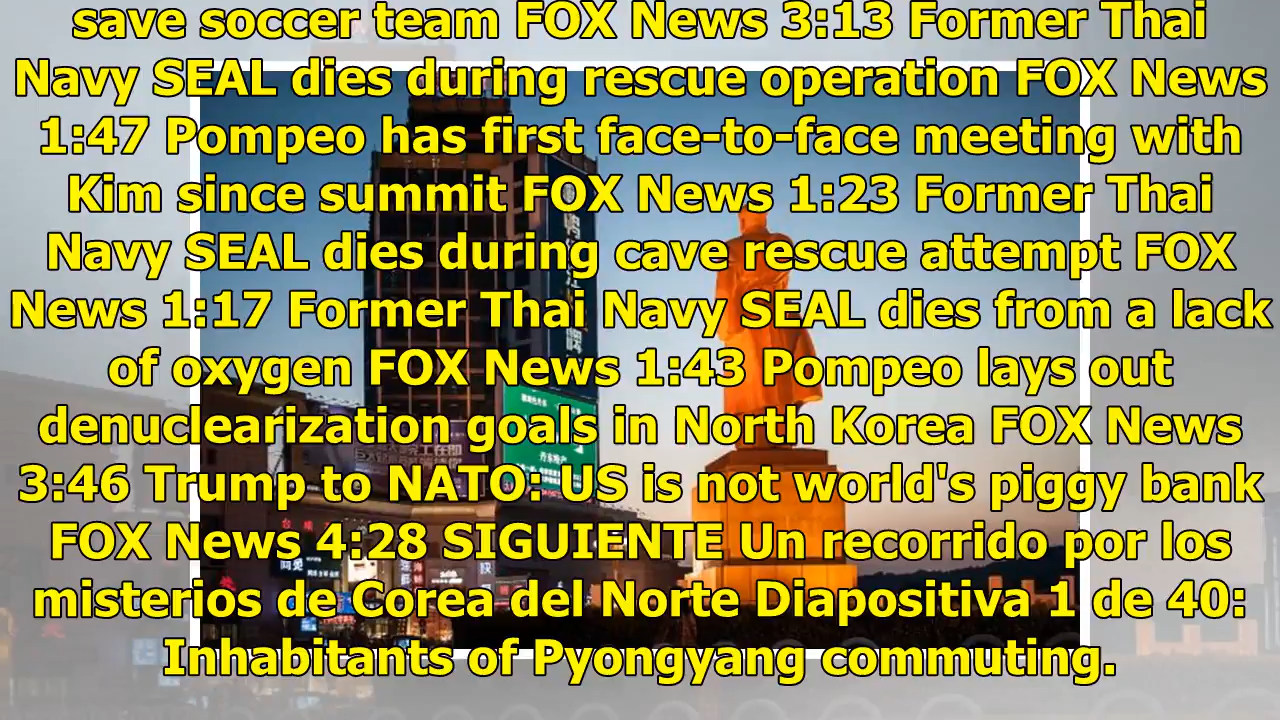 save soccer team FOX News 3:13 Former Thai
Navy SEAL dies during rescue operation FOX News
1:47 Pompeo has first face-to-face meeting with
Kim since summit FOX News 1:23 Former Thai
Navy SEAL dies during cave rescue attempt FOX
News 1:17 Former Thai Navy SEAL dies from a lack
of oxygen FOX News 1:43 Pompeo lays out
denuclearization goals in North Korea FOX News
3:46 Trump to NATO: US is not world's piggy bank
FOX News 4:28 SIGUIENTE Un recorrido por los
misterios de Corea del Norte Diapositiva 1 de 40:
Inhabitants of Pyongyang commuting.